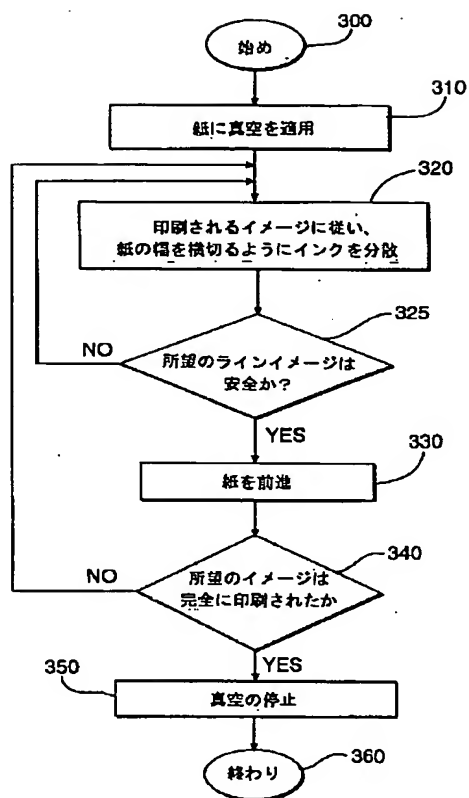 始め
300
紙に真空を適用
310
印刷されるイメージに従い、
紙の幅を横切るようにインクを分散
320
所望のラインイメージは
安全か?
325
NO
YES
紙を前進
330
所望のイメージは
完全に印刷されたか
340
NO
YES
真空の停止
350
終わり
360